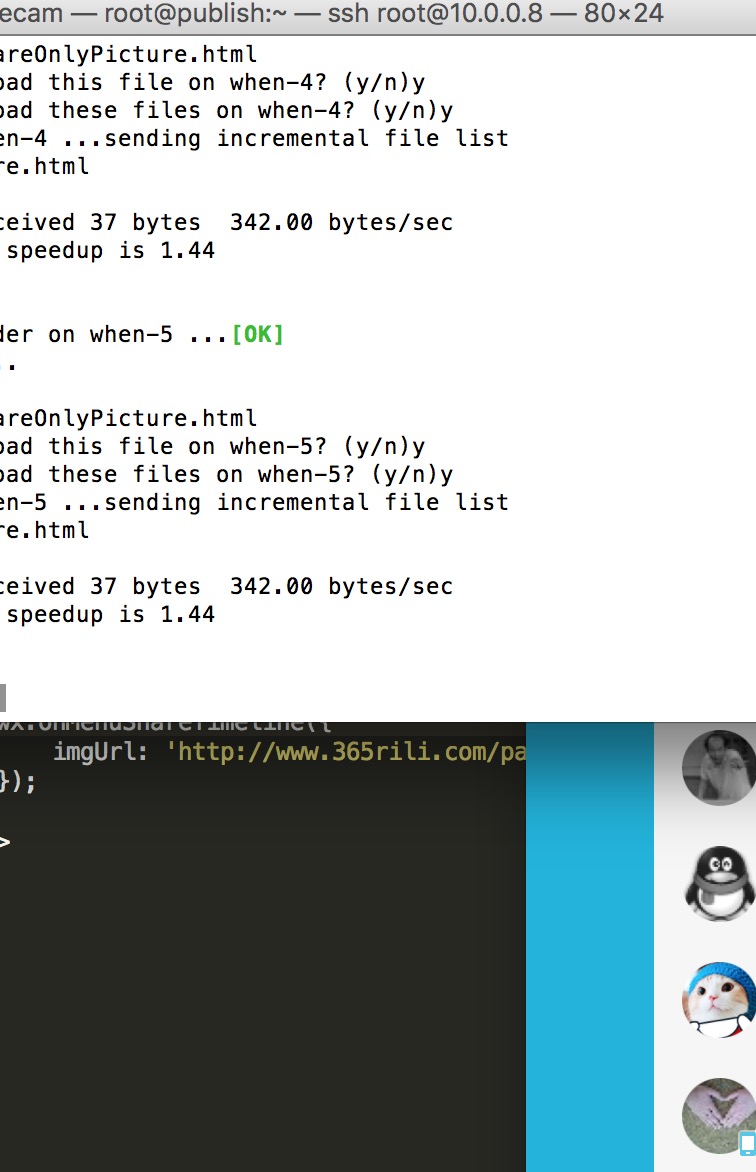 ecam — root@publish:~ — ssh root@10.0.0.8 — 80×24
areOnlyPicture.html
oad this file on when-4? (y/n)y
oad these files on when-4? (y/n)y
en-4 ...sending incremental file list
re.html
ceived 37 bytes  342.00 bytes/sec
speedup is 1.44
der on when-5 ...[OK]
..
areOnlyPicture.html
oad this file on when-5? (y/n)y
oad these files on when-5? (y/n)y
en-5 ...sending incremental file list
re.html
ceived 37 bytes  342.00 bytes/sec
speedup is 1.44
wx.onMenuShareTimeline({
imgUrl: 'http://www.365rili.com/pa
});
>